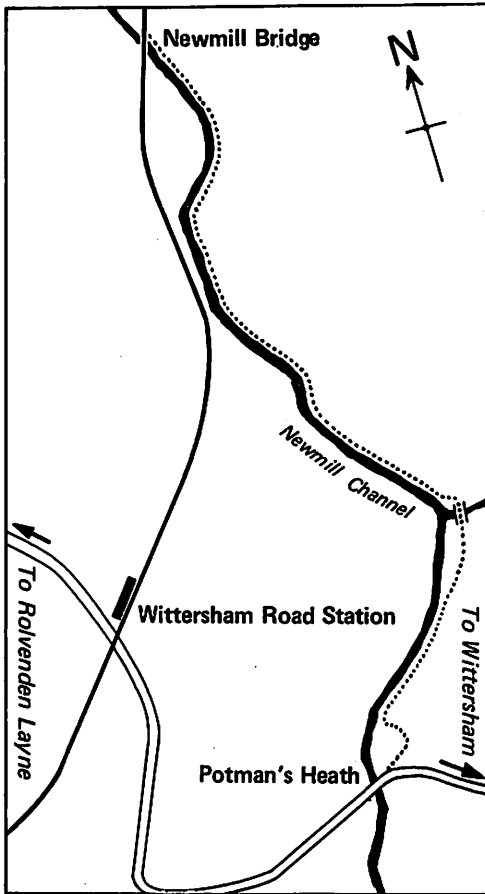 Newmill Bridge
N
Newmill Channel
To Rolvenden Layne
Wittersham Road Station
To Wittersham
Potman's Heath